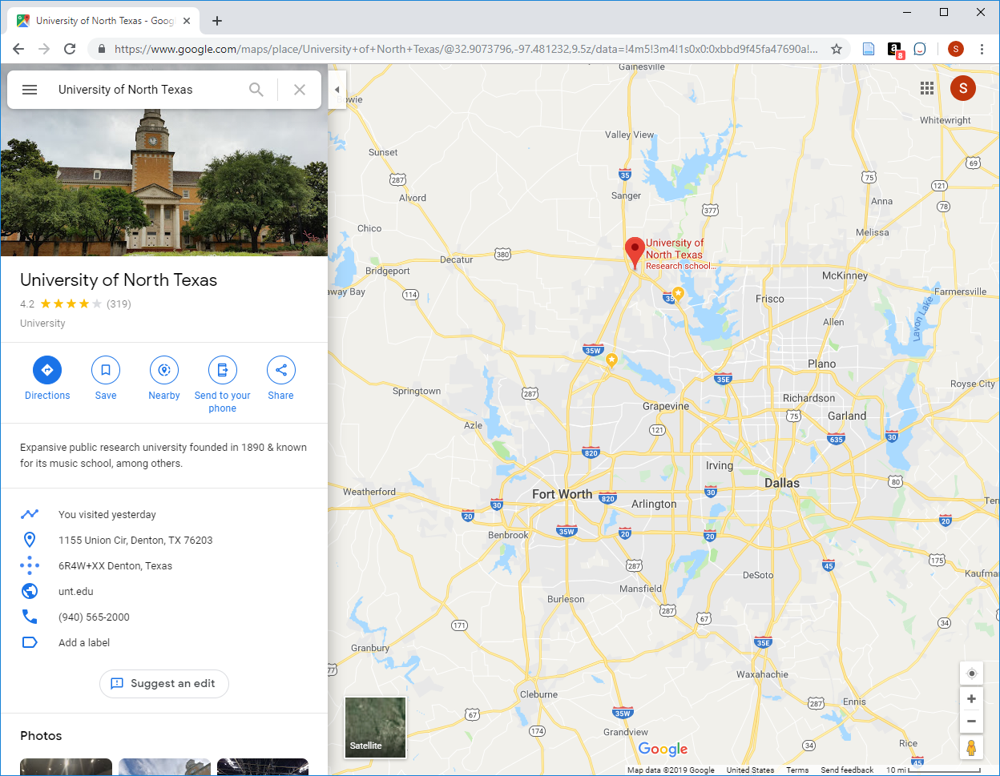 University of North Texas - Goog
https://www.google.com/maps/place/University+of+North+Texas/@32.9073796,-97.481232,9.5z/data=!4m5!3m4!1s0x0:0xbbd9f45fa47690a!...
a
8
S
University of North Texas
S
University of North Texas
4.2
(319)
University
Directions
Save
Nearby
Send to your
phone
Share
Expansive public research university founded in 1890 & known
for its music school, among others.
You visited yesterday
1155 Union Cir, Denton, TX 76203
6R4W+XX Denton, Texas
unt.edu
(940) 565-2000
Add a label
Suggest an edit
Photos
Gainesville
owie
Whitewright
Valley View
Sunset
69
35
75
287
121
Sanger
Alvord
Anna
78
377
Chico
Melissa
University of
North Texas
Research school...
380
Decatur
Bridgeport
McKinney
away Bay
114
Farmersville
35
Frisco
Lavon Lake
Allen
35W
Plano
35E
Springtown
287
Royse City
Richardson
Grapevine
75
Garland
Azle
121
635
30
820
Irving
Dallas
80
Weatherford
Fort Worth
30
820
Arlington
30
Terr
20
35W
20
20
20
Benbrook
175
287
45
DeSoto
Kaufma
Mansfield
Burleson
287
67
171
34
35E
Granbury
77
Waxahachie
Cleburne
287
Ennis
67
35W
174
Grandview
34
Rice
45
Satellite
Google
Map data ©2019 Google
United States
Terms
Send feedback
10 mi